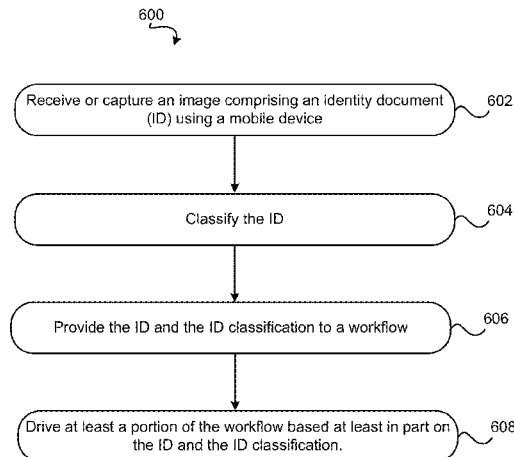 600
Receive or capture an image comprising an identity document
(ID) using a mobile device
602
Classify the ID
604
Provide the ID and the ID classification to a workflow
606
Drive at least a portion of the workflow based at least in part on
the ID and the ID classification.
608